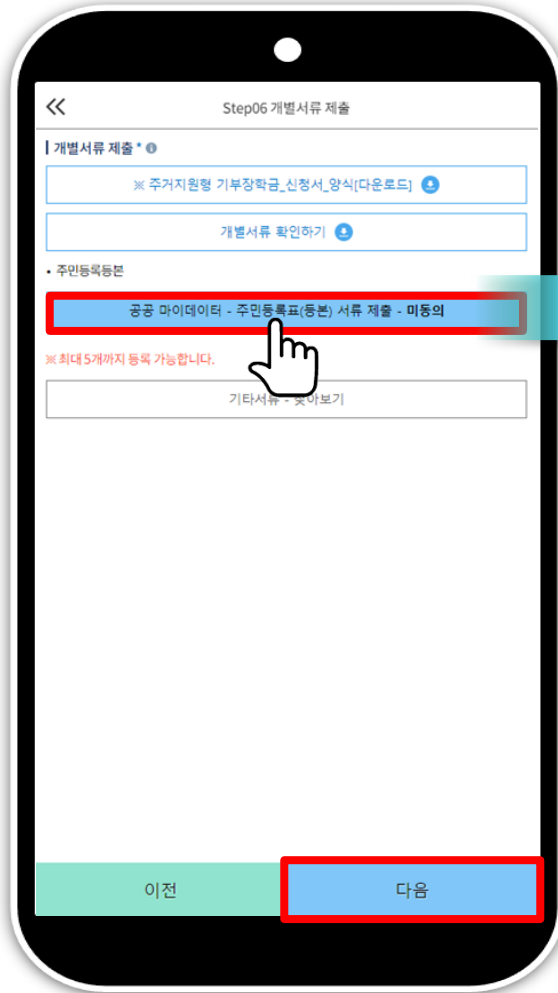 Step06 개별서류 제출
개별서류 제출 *
※ 주거지원형 기부장학금_신청서_양식[다운로드]
개별서류 확인하기
• 주민등록등본
공공 마이데이터 - 주민등록표(등본) 서류 제출 - 미동의
※ 최대 5개까지 등록 가능합니다.
기타서류 - 찾아보기
이전
다음